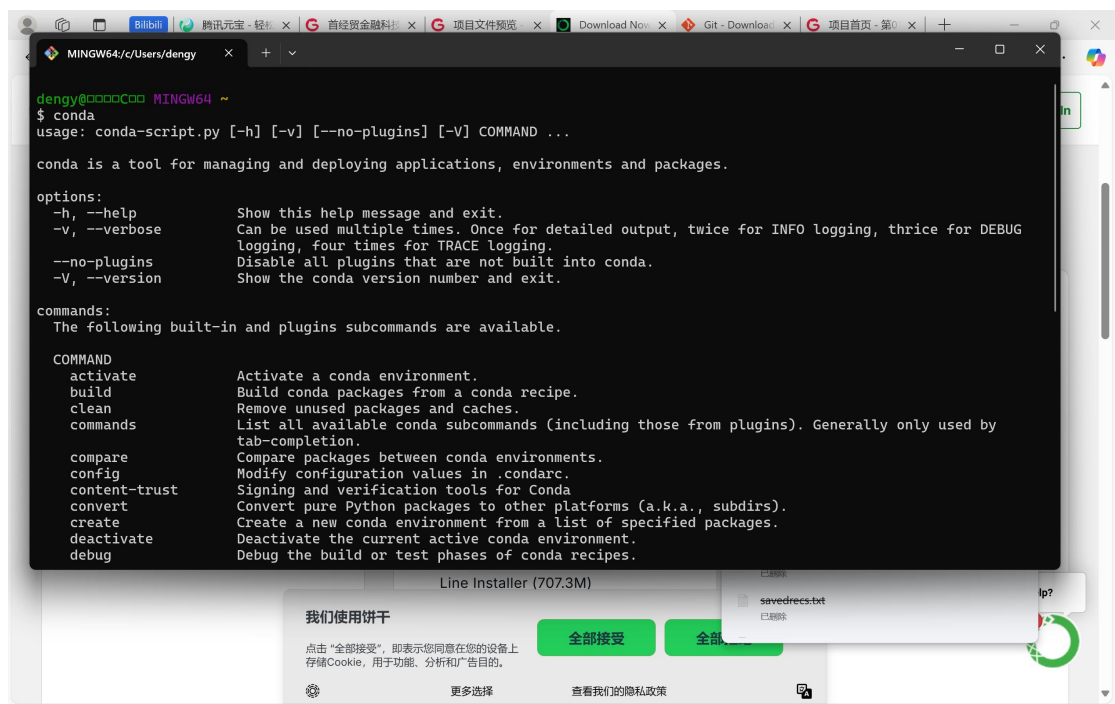 Bilibili
腾讯元宝 - 轻松
首经贸金融科技
项目文件预览 -
Download Now
Git - Download
项目首页 - 第0
MINGW64:/c/Users/dengy
dengy@□□□□C□□ MINGW64 ~
$ conda
usage: conda-script.py [-h] [-v] [--no-plugins] [-V] COMMAND ...
conda is a tool for managing and deploying applications, environments and packages.
options:
-h, --help Show this help message and exit.
-v, --verbose Can be used multiple times. Once for detailed output, twice for INFO logging, thrice for DEBUG
logging, four times for TRACE logging.
--no-plugins Disable all plugins that are not built into conda.
-V, --version Show the conda version number and exit.
commands:
The following built-in and plugins subcommands are available.
COMMAND
activate Activate a conda environment.
build Build conda packages from a conda recipe.
clean Remove unused packages and caches.
commands List all available conda subcommands (including those from plugins). Generally only used by
tab-completion.
compare Compare packages between conda environments.
config Modify configuration values in .condarc.
content-trust Signing and verification tools for Conda
convert Convert pure Python packages to other platforms (a.k.a., subdirs).
create Create a new conda environment from a list of specified packages.
deactivate Deactivate the current active conda environment.
debug Debug the build or test phases of conda recipes.
In
Line Installer (707.3M)
已删除
savedrecs.txt
已删除
lp?
我们使用饼干
点击 "全部接受"，即表示您同意在您的设备上
存储Cookie，用于功能、分析和广告目的。
全部接受
全部
更多选择
查看我们的隐私政策